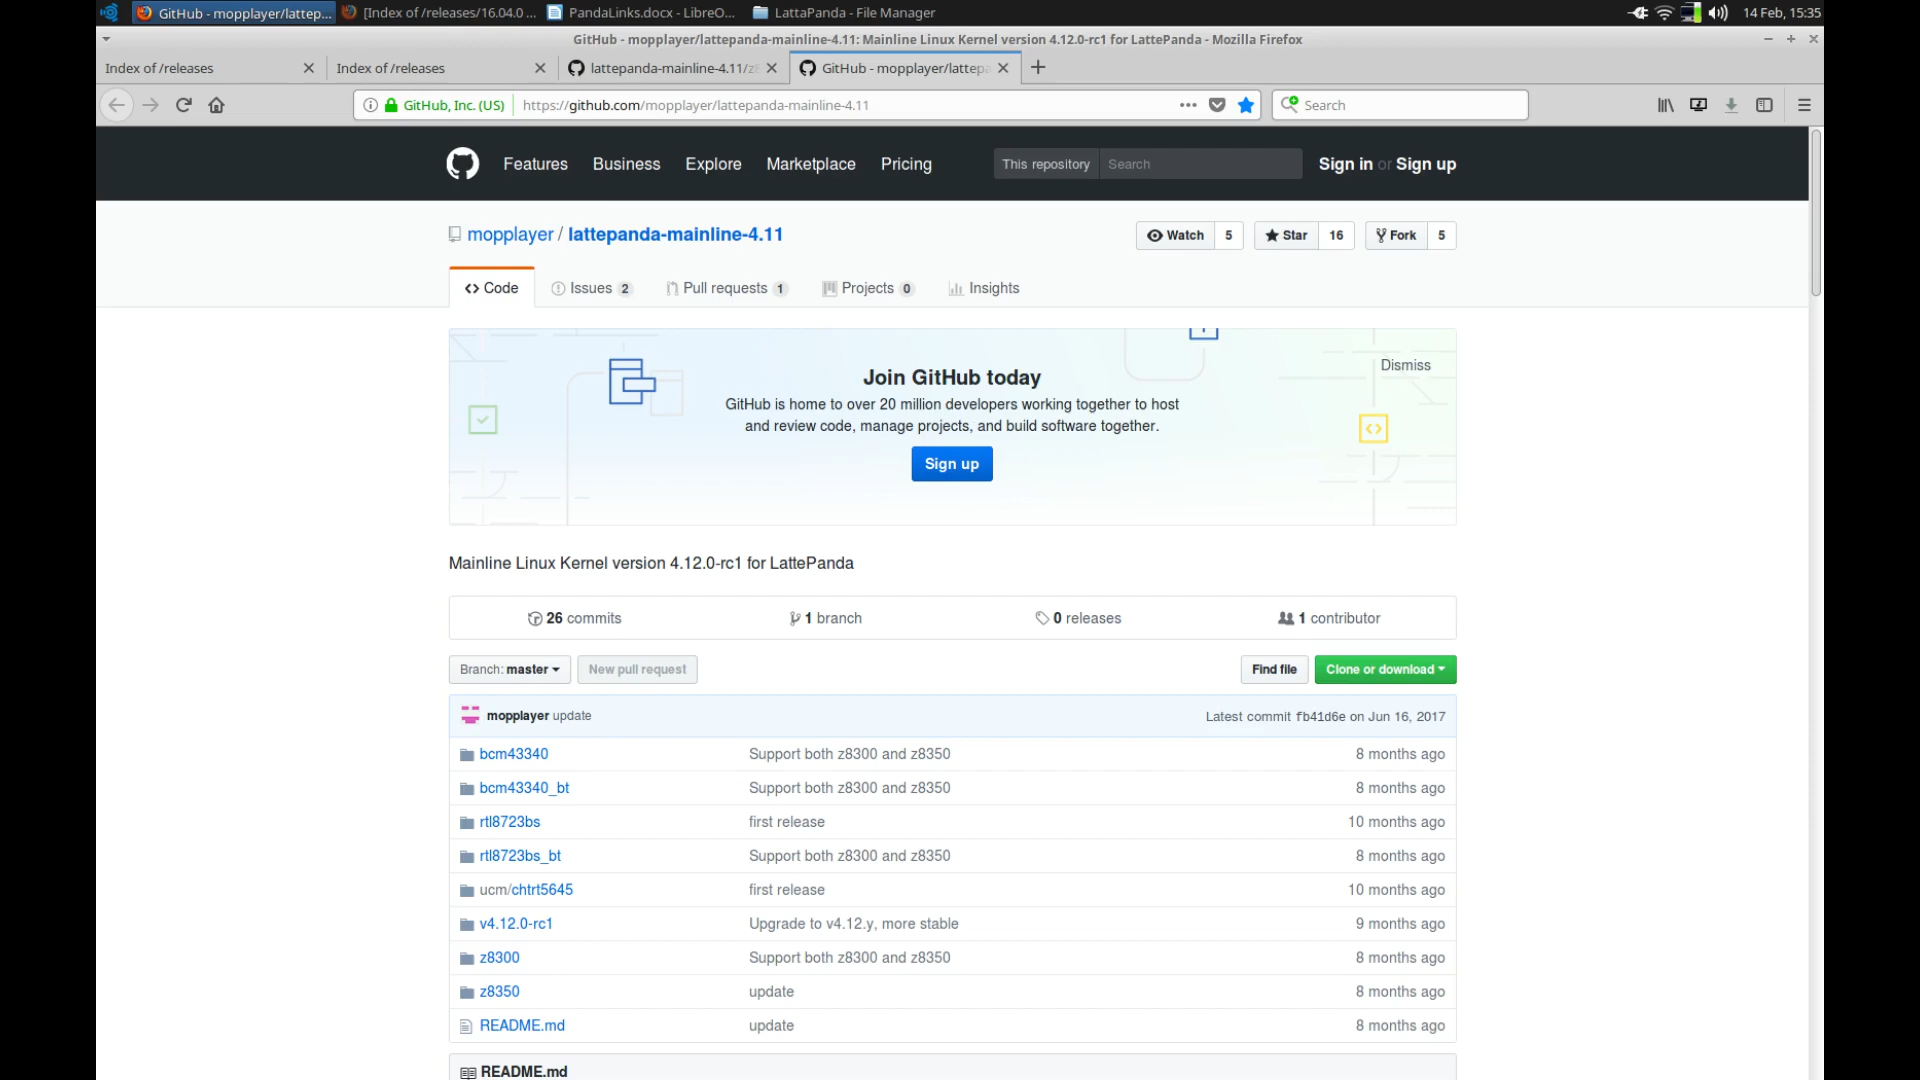 GitHub - mopplayer/lattep... [Index of /releases/16.04.0 ... PandaLinks.docx - LibreO... LattaPanda - File Manager 14 Feb, 15:35
GitHub - mopplayer/lattepanda-mainline-4.11: Mainline Linux Kernel version 4.12.0-rc1 for LattePanda - Mozilla Firefox
Index of /releases Index of /releases lattepanda-mainline-4.11/z8 GitHub - mopplayer/lattepa
GitHub, Inc. (US) https://github.com/mopplayer/lattepanda-mainline-4.11 Search
Features Business Explore Marketplace Pricing This repository Search Sign in or Sign up
mopplayer / lattepanda-mainline-4.11 Watch 5 Star 16 Fork 5
Code Issues 2 Pull requests 1 Projects 0 Insights
Dismiss
Join GitHub today
GitHub is home to over 20 million developers working together to host
and review code, manage projects, and build software together.
Sign up
Mainline Linux Kernel version 4.12.0-rc1 for LattePanda
26 commits 1 branch 0 releases 1 contributor
Branch: master New pull request Find file Clone or download
mopplayer update Latest commit fb41d6e on Jun 16, 2017
bcm43340 Support both z8300 and z8350 8 months ago
bcm43340_bt Support both z8300 and z8350 8 months ago
rtl8723bs first release 10 months ago
rtl8723bs_bt Support both z8300 and z8350 8 months ago
ucm/chtrt5645 first release 10 months ago
v4.12.0-rc1 Upgrade to v4.12.y, more stable 9 months ago
z8300 Support both z8300 and z8350 8 months ago
z8350 update 8 months ago
README.md update 8 months ago
README.md